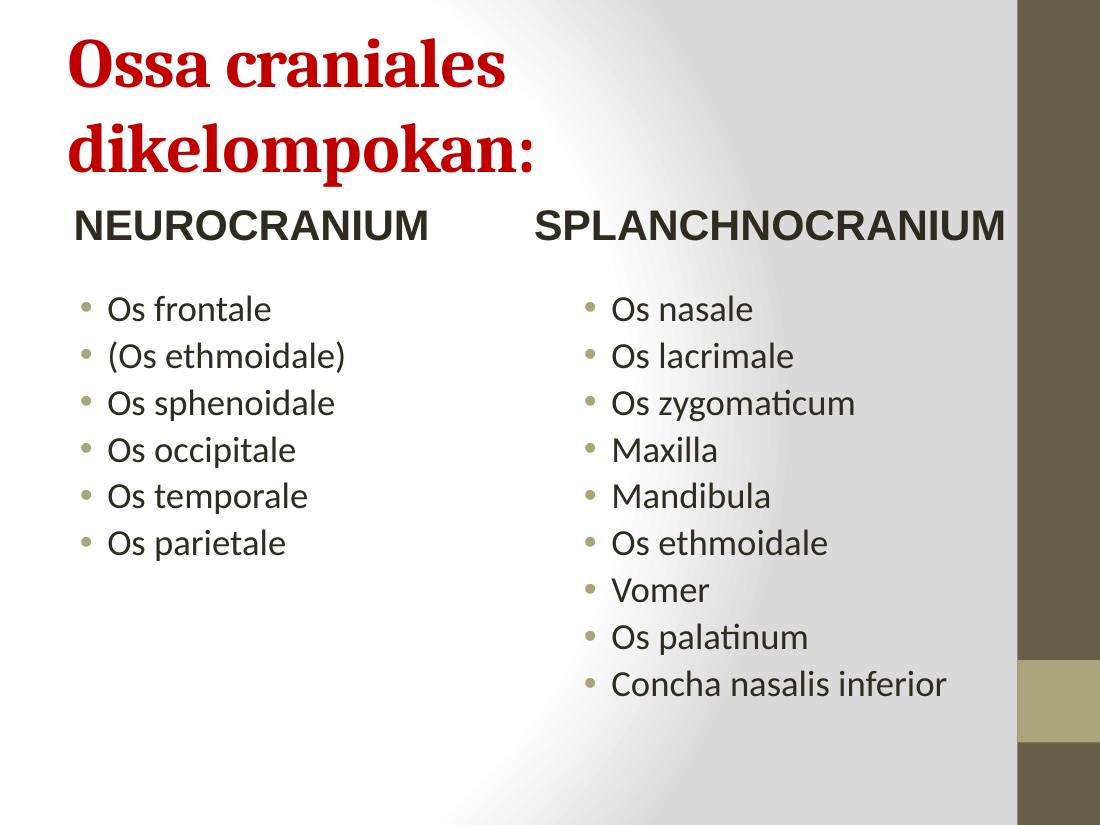 Ossa craniales
dikelompokan:
NEUROCRANIUM
• Os frontale
• (Os ethmoidale)
• Os sphenoidale
• Os occipitale
• Os temporale
• Os parietale
SPLANCHNOCRANIUM
• Os nasale
• Os lacrimale
• Os zygomaticum
• Maxilla
• Mandibula
• Os ethmoidale
• Vomer
• Os palatinum
• Concha nasalis inferior